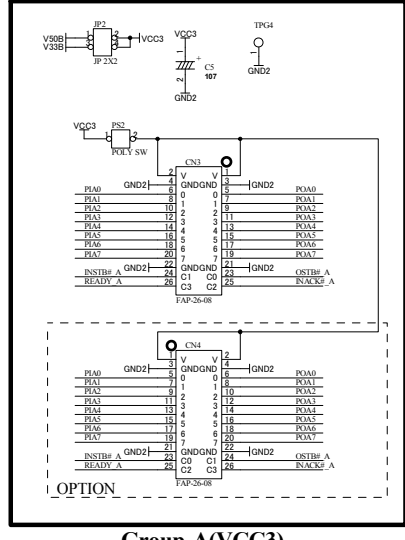 JP2
TPG4
V50B 1 2 VCC3
V33B 3 4
JP 2X2
VCC3
1
+
C5
107
2
GND2
1
GND2
VCC3 PS2
1 2
POLY SW
CN3
2 V V 1
GND2 4 GND GND 3 GND2
PIA0 6 0 0 5 POA0
PIA1 8 1 1 7 POA1
PIA2 10 2 2 9 POA2
PIA3 12 3 3 11 POA3
PIA4 14 4 4 13 POA4
PIA5 16 5 5 15 POA5
PIA6 18 6 6 17 POA6
PIA7 20 7 7 19 POA7
GND2 22 GND GND 21 GND2
INSTB#_A 24 C1 C0 23 OSTB#_A
READY_A 26 C3 C2 25 INACK#_A
FAP-26-08
CN4
1 V V 2
GND2 3 GND GND 4 GND2
PIA0 5 0 0 6 POA0
PIA1 7 1 1 8 POA1
PIA2 9 2 2 10 POA2
PIA3 11 3 3 12 POA3
PIA4 13 4 4 14 POA4
PIA5 15 5 5 16 POA5
PIA6 17 6 6 18 POA6
PIA7 19 7 7 20 POA7
GND2 21 GND GND 22 GND2
INSTB#_A 23 C0 C1 24 OSTB#_A
READY_A 25 C2 C3 26 INACK#_A
FAP-26-08
OPTION
Group-A(VCC3)